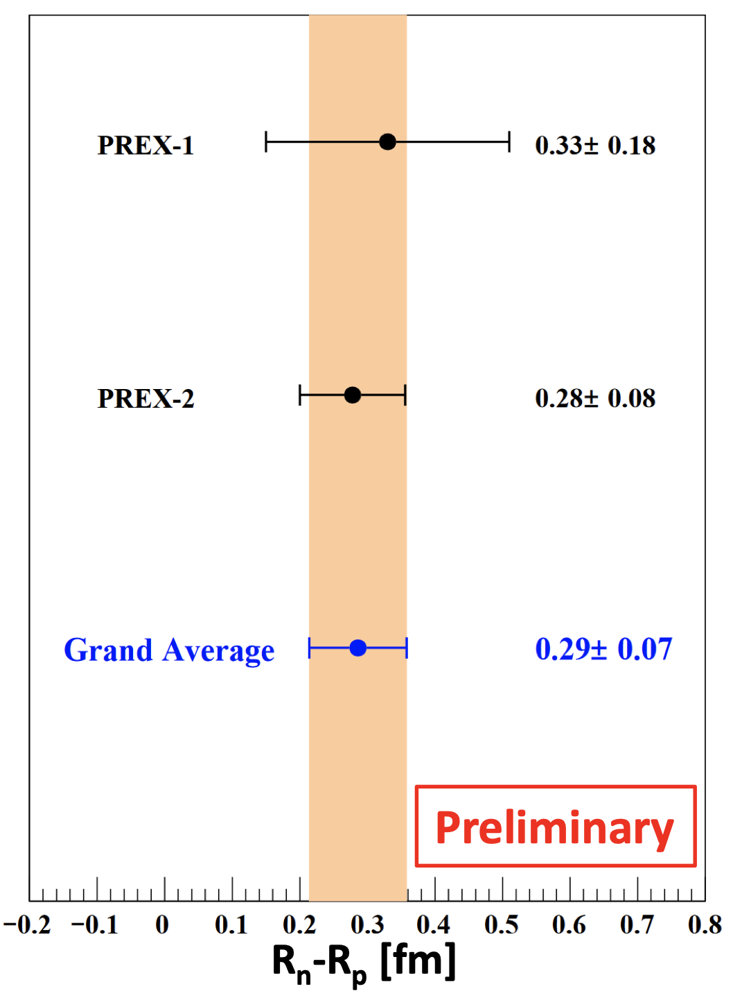 PREX-1 0.33± 0.18
PREX-2 0.28± 0.08
Grand Average 0.29± 0.07
Preliminary
−0.2 −0.1 0 0.1 0.2 0.3 0.4 0.5 0.6 0.7 0.8
Rn-Rp [fm]